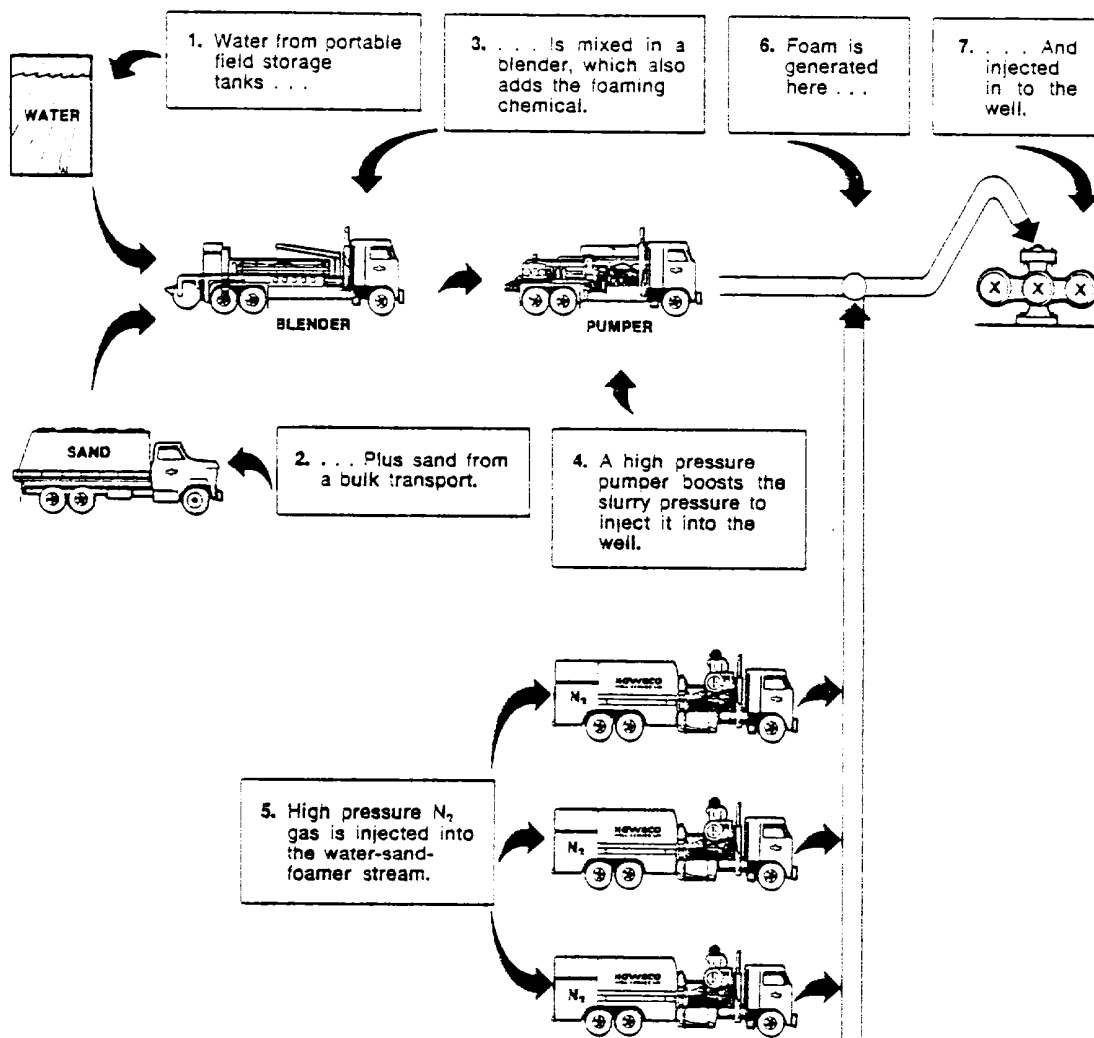 1. Water from portable
field storage
tanks . . .
3. . . . Is mixed in a
blender, which also
adds the foaming
chemical.
6. Foam is
generated
here . . .
7. . . . And
injected
in to the
well.
WATER
X X X
BLENDER
PUMPER
SAND
2. . . . Plus sand from
a bulk transport.
4. A high pressure
pumper boosts the
slurry pressure to
inject it into the
well.
N₂
5. High pressure N₂
gas is injected into
the water-sand-
foamer stream.
N₂
N₂